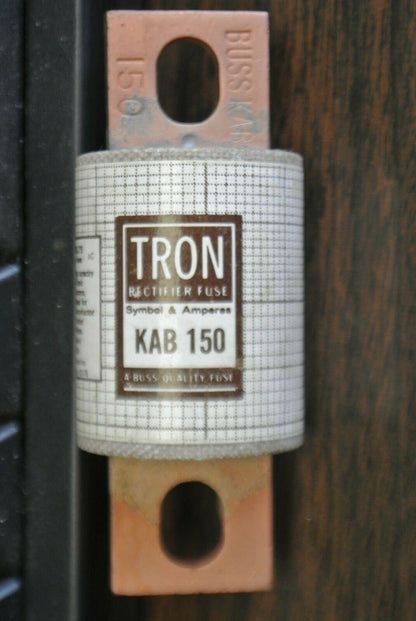 BUSS KAB
150
TRON
RECTIFIER FUSE
Symbol & Amperes
KAB 150
A BUSS QUALITY FUSE